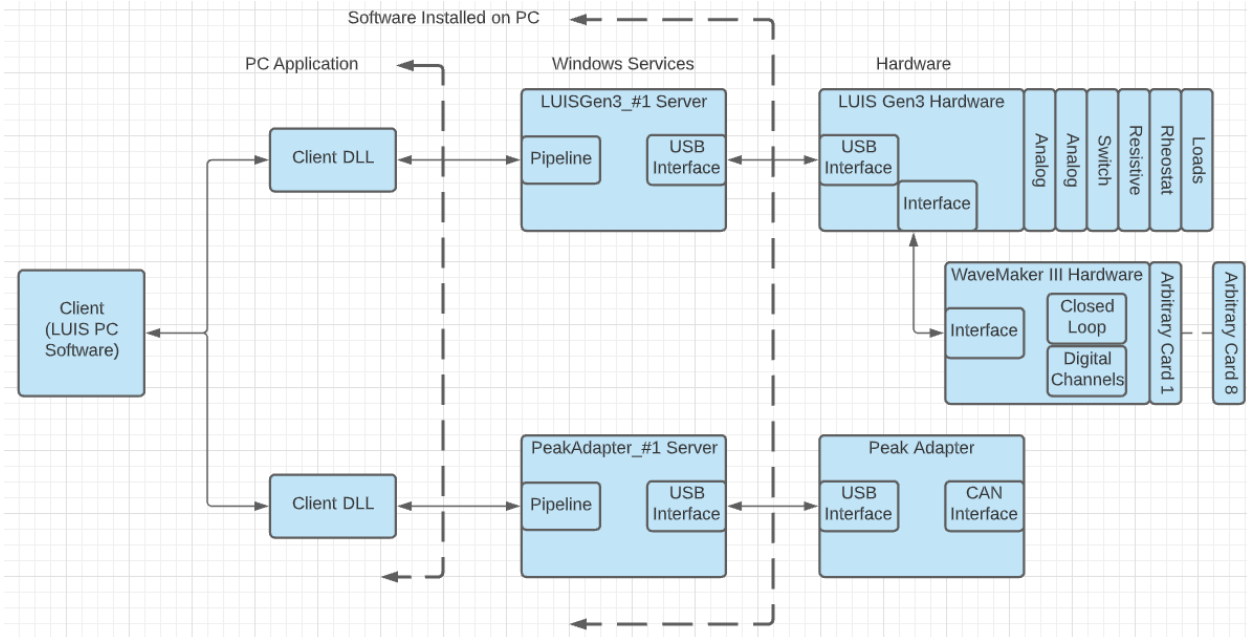 Software Installed on PC
PC Application
Windows Services
Hardware
LUISGen3_#1 Server
Pipeline
USB
Interface
LUIS Gen3 Hardware
USB
Interface
Interface
Analog
Analog
Switch
Resistive
Rheostat
Loads
Client DLL
WaveMaker III Hardware
Interface
Closed
Loop
Digital
Channels
Arbitrary Card 1
Arbitrary Card 8
Client
(LUIS PC
Software)
Client DLL
PeakAdapter_#1 Server
Pipeline
USB
Interface
Peak Adapter
USB
Interface
CAN
Interface